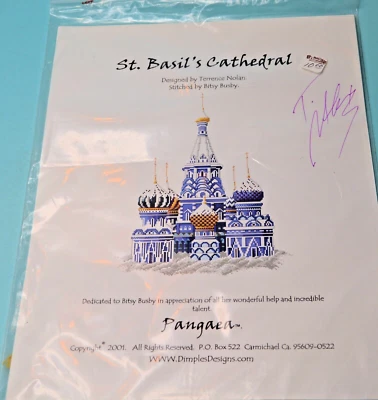 St. Basil's Cathedral
Designed by Terrence Nolan
Stitched by Bitsy Busby
Dedicated to Bitsy Busby in appreciation of all her wonderful help and incredible
talent.
Pangaea™
Copyright© 2001. All Rights Reserved. P.O. Box 522 Carmichael Ca. 95609-0522
WWW.DimplesDesigns.com